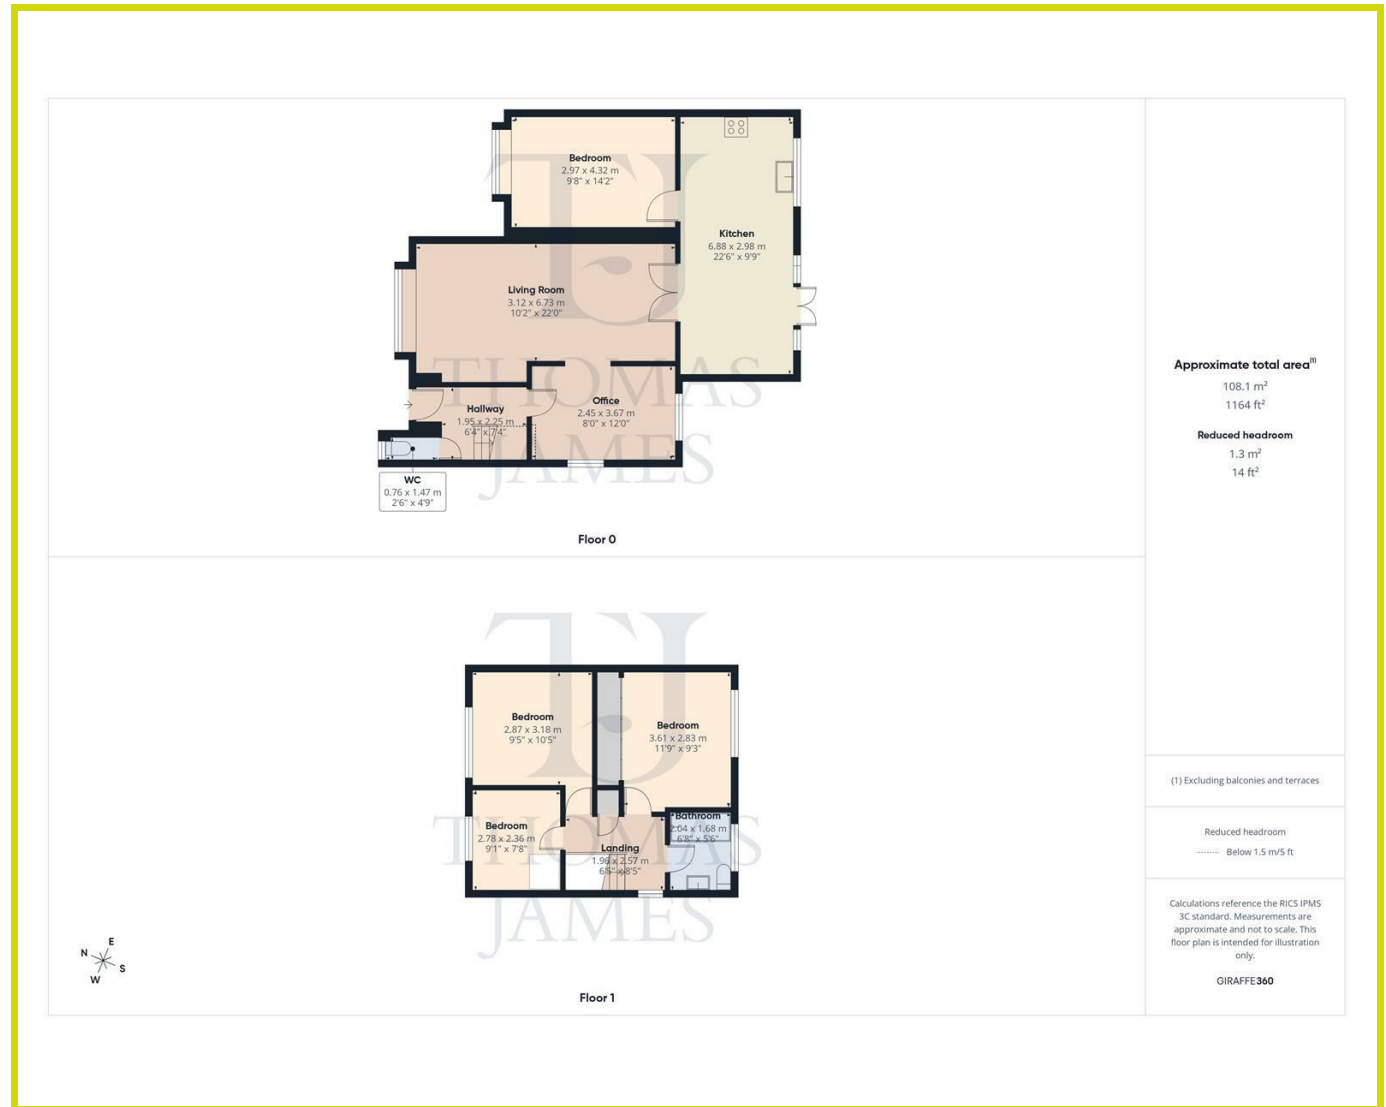 Bedroom
2.97 x 4.32 m
9'8" x 14'2"
Kitchen
6.88 x 2.98 m
22'6" x 9'9"
Living Room
3.12 x 6.73 m
10'2" x 22'0"
Office
2.45 x 3.67 m
8'0" x 12'0"
Hallway
1.95 x 2.25 m
6'4" x 7'4"
WC
0.76 x 1.47 m
2'6" x 4'9"
TJ
THOMAS
JAMES
Floor 0
Bedroom
2.87 x 3.18 m
9'5" x 10'5"
Bedroom
3.61 x 2.83 m
11'9" x 9'3"
Bedroom
2.78 x 2.36 m
9'1" x 7'8"
Bathroom
2.04 x 1.68 m
6'8" x 5'6"
Landing
1.96 x 2.57 m
6'5" x 8'5"
TJ
THOMAS
JAMES
N E S W
Floor 1
Approximate total area(1)
108.1 m²
1164 ft²
Reduced headroom
1.3 m²
14 ft²
(1) Excluding balconies and terraces
Reduced headroom
Below 1.5 m/5 ft
Calculations reference the RICS IPMS
3C standard. Measurements are
approximate and not to scale. This
floor plan is intended for illustration
only.
GIRAFFE360